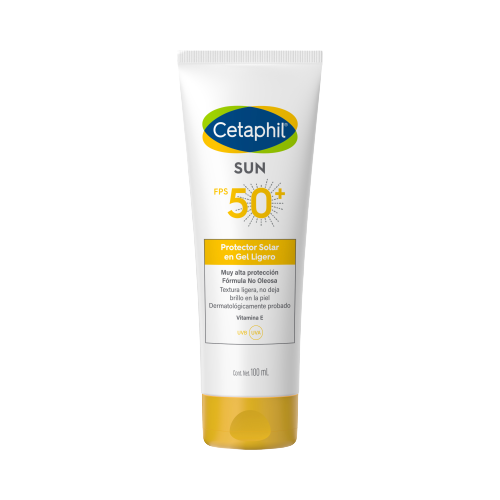 Cetaphil®
SUN
FPS 50+
Protector Solar
en Gel Ligero
Muy alta protección
Fórmula No Oleosa
Textura ligera, no deja
brillo en la piel
Dermatológicamente probado
Vitamina E
UVB UVA
Cont. Net. 100 mL